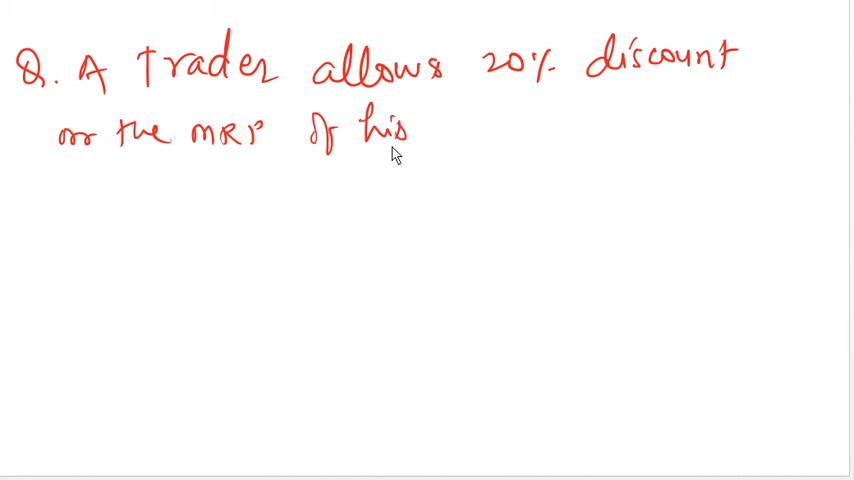 Q. A Trader allows 20% discount
on the MRP of his